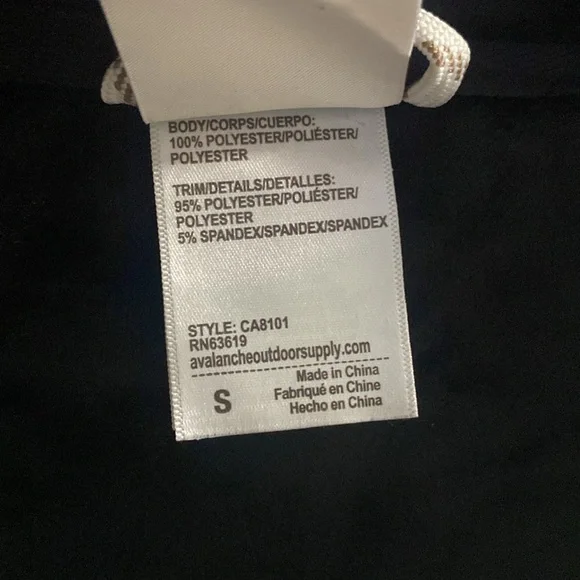 BODY/CORPS/CUERPO:
100% POLYESTER/POLIÉSTER/
POLYESTER
TRIM/DETAILS/DETALLES:
95% POLYESTER/POLIÉSTER/
POLYESTER
5% SPANDEX/SPANDEX/SPANDEX
STYLE: CA8101
RN63619
avalancheoutdoorsupply.com
S
Made in China
Fabriqué en Chine
Hecho en China